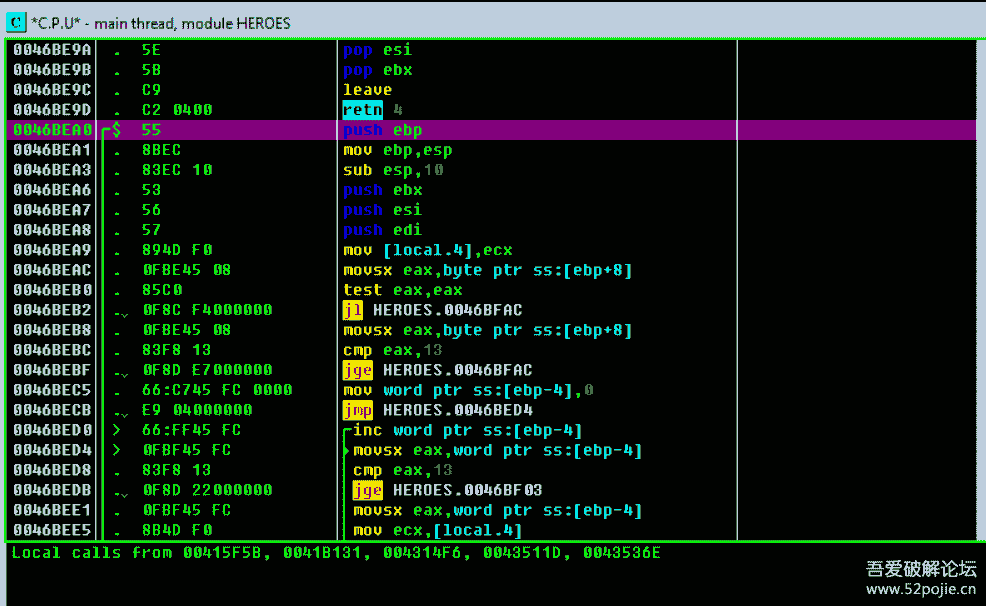 C *C.P.U* - main thread, module HEROES
0046BE9A . 5E pop esi
0046BE9B . 5B pop ebx
0046BE9C . C9 leave
0046BE9D . C2 0400 retn 4
0046BEA0 $ 55 push ebp
0046BEA1 . 8BEC mov ebp,esp
0046BEA3 . 83EC 10 sub esp,10
0046BEA6 . 53 push ebx
0046BEA7 . 56 push esi
0046BEA8 . 57 push edi
0046BEA9 . 894D F0 mov [local.4],ecx
0046BEAC . 0FBE45 08 movsx eax,byte ptr ss:[ebp+8]
0046BEB0 . 85C0 test eax,eax
0046BEB2 .v 0F8C F4000000 jl HEROES.0046BFAC
0046BEB8 . 0FBE45 08 movsx eax,byte ptr ss:[ebp+8]
0046BEBC . 83F8 13 cmp eax,13
0046BEBF .v 0F8D E7000000 jge HEROES.0046BFAC
0046BEC5 . 66:C745 FC 0000 mov word ptr ss:[ebp-4],0
0046BECB .v E9 04000000 jmp HEROES.0046BED4
0046BED0 > 66:FF45 FC inc word ptr ss:[ebp-4]
0046BED4 > 0FBF45 FC movsx eax,word ptr ss:[ebp-4]
0046BED8 . 83F8 13 cmp eax,13
0046BEDB .v 0F8D 22000000 jge HEROES.0046BF03
0046BEE1 . 0FBF45 FC movsx eax,word ptr ss:[ebp-4]
0046BEE5 . 8B4D F0 mov ecx,[local.4]
Local calls from 00415F5B, 0041B131, 004314F6, 0043511D, 0043536E
吾爱破解论坛
www.52pojie.cn